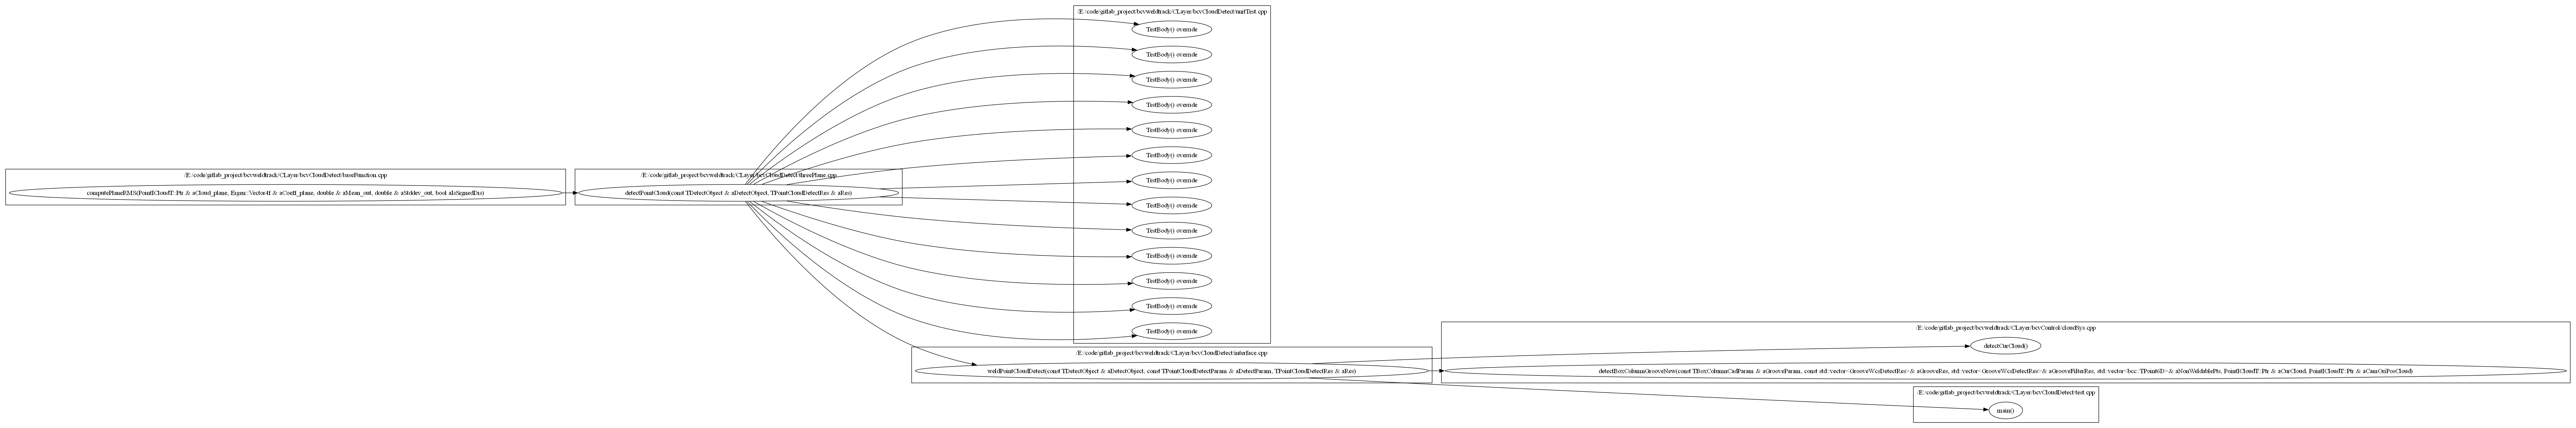 /E:/code/gitlab_project/bcvweldtrack/CLayer/bcvCloudDetect/baseFunction.cpp
computePlaneRMS(PointICloudT::Ptr & aCloud_plane, Eigen::Vector4f & aCoeff_plane, double & aMean_out, double & aStddev_out, bool aIsSignedDis)
/E:/code/gitlab_project/bcvweldtrack/CLayer/bcvCloudDetect/threePlane.cpp
detectPointCloud(const TDetectObject & aDetectObject, TPointCloudDetectRes & aRes)
/E:/code/gitlab_project/bcvweldtrack/CLayer/bcvCloudDetect/unitTest.cpp
TestBody() override
TestBody() override
TestBody() override
TestBody() override
TestBody() override
TestBody() override
TestBody() override
TestBody() override
TestBody() override
TestBody() override
TestBody() override
TestBody() override
TestBody() override
/E:/code/gitlab_project/bcvweldtrack/CLayer/bcvCloudDetect/interface.cpp
weldPointCloudDetect(const TDetectObject & aDetectObject, const TPointCloudDetectParam & aDetectParam, TPointCloudDetectRes & aRes)
/E:/code/gitlab_project/bcvweldtrack/CLayer/bcvControl/cloudSys.cpp
detectCurCloud()
detectBoxColumnGrooveNew(const TBoxColumnCadParam & aGrooveParam, const std::vector<GrooveWcsDetectRes>& aGrooveRes, std::vector<GrooveWcsDetectRes>& aGrooveFilterRes, std::vector<bcc::TPoint6D>& aNonWeldablePts, PointICloudT::Ptr & aCurCloud, PointICloudT::Ptr & aCamOnPosCloud)
/E:/code/gitlab_project/bcvweldtrack/CLayer/bcvCloudDetect/test.cpp
main()